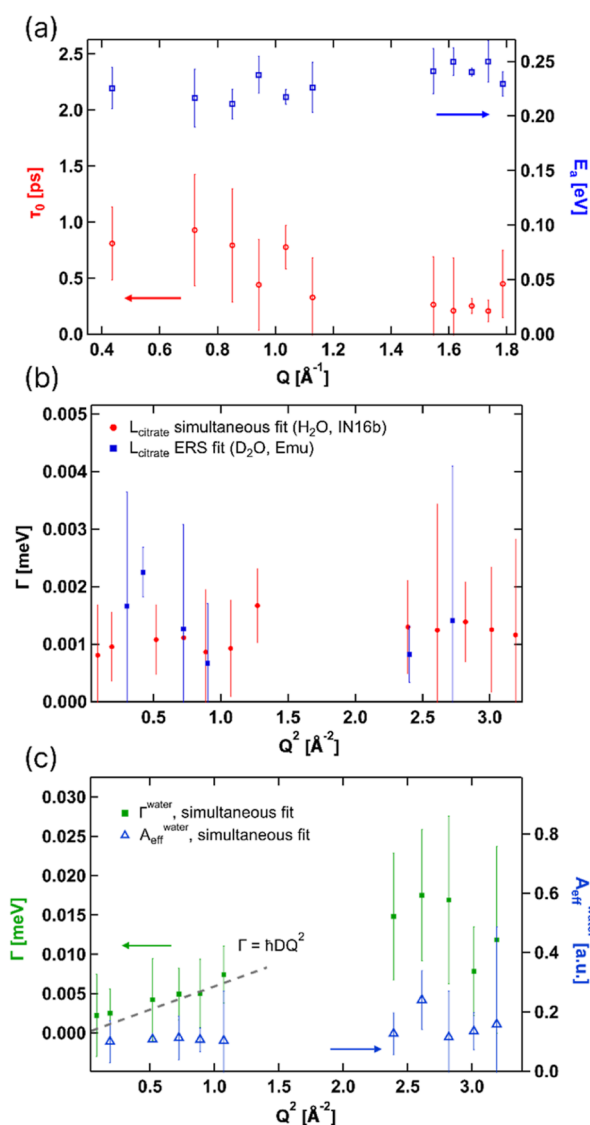 (a)
2.5
2.0
1.5
1.0
0.5
0.0
τ0 [ps]
0.25
0.20
0.15
0.10
0.05
0.00
Ea [eV]
0.4 0.6 0.8 1.0 1.2 1.4 1.6 1.8
Q [Å-1]
(b)
0.005
0.004
0.003
0.002
0.001
0.000
Γ [meV]
Lcitrate simultaneous fit (H2O, IN16b)
Lcitrate ERS fit (D2O, Emu)
0.5 1.0 1.5 2.0 2.5 3.0
Q2 [Å-2]
(c)
0.030
0.025
0.020
0.015
0.010
0.005
0.000
Γ [meV]
Γwater, simultaneous fit
Aeffwater, simultaneous fit
Γ = ħDQ2
0.8
0.6
0.4
0.2
0.0
Aeff [a.u.]
0.5 1.0 1.5 2.0 2.5 3.0
Q2 [Å-2]